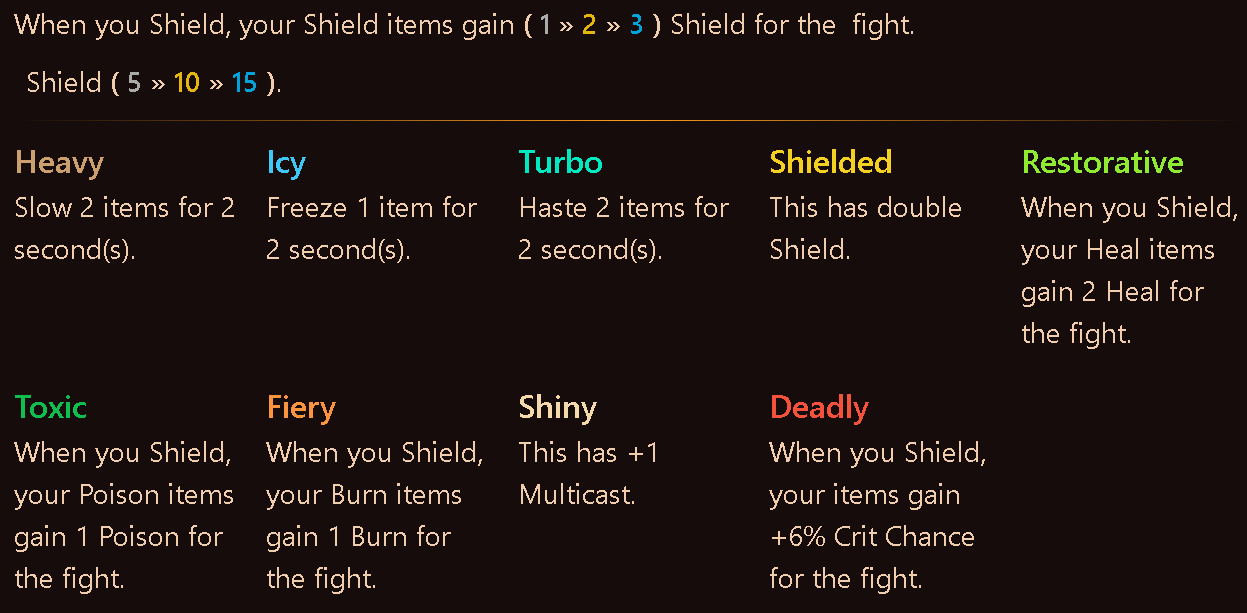 When you Shield, your Shield items gain ( 1 » 2 » 3 ) Shield for the fight.
Shield ( 5 » 10 » 15 ).
Heavy
Slow 2 items for 2
second(s).
Icy
Freeze 1 item for
2 second(s).
Turbo
Haste 2 items for
2 second(s).
Shielded
This has double
Shield.
Restorative
When you Shield,
your Heal items
gain 2 Heal for
the fight.
Toxic
When you Shield,
your Poison items
gain 1 Poison for
the fight.
Fiery
When you Shield,
your Burn items
gain 1 Burn for
the fight.
Shiny
This has +1
Multicast.
Deadly
When you Shield,
your items gain
+6% Crit Chance
for the fight.